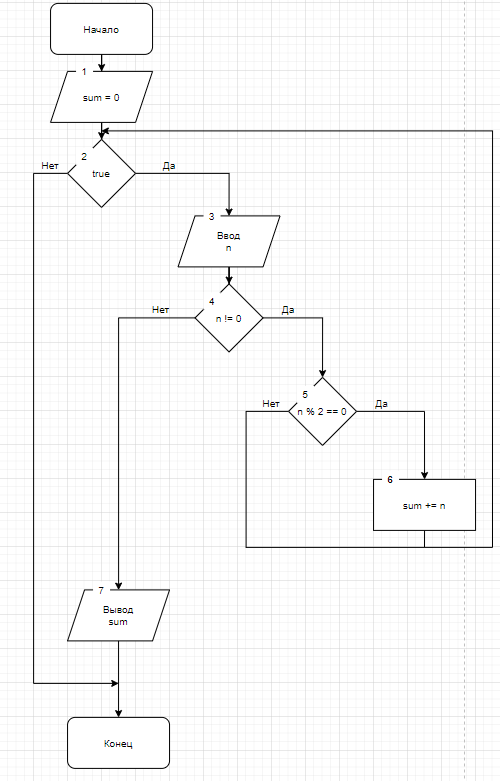 Начало
1
sum = 0
2
Нет
Да
true
3
Ввод
n
4
Нет
Да
n != 0
5
Нет
Да
n % 2 == 0
6
sum += n
7
Вывод
sum
Конец